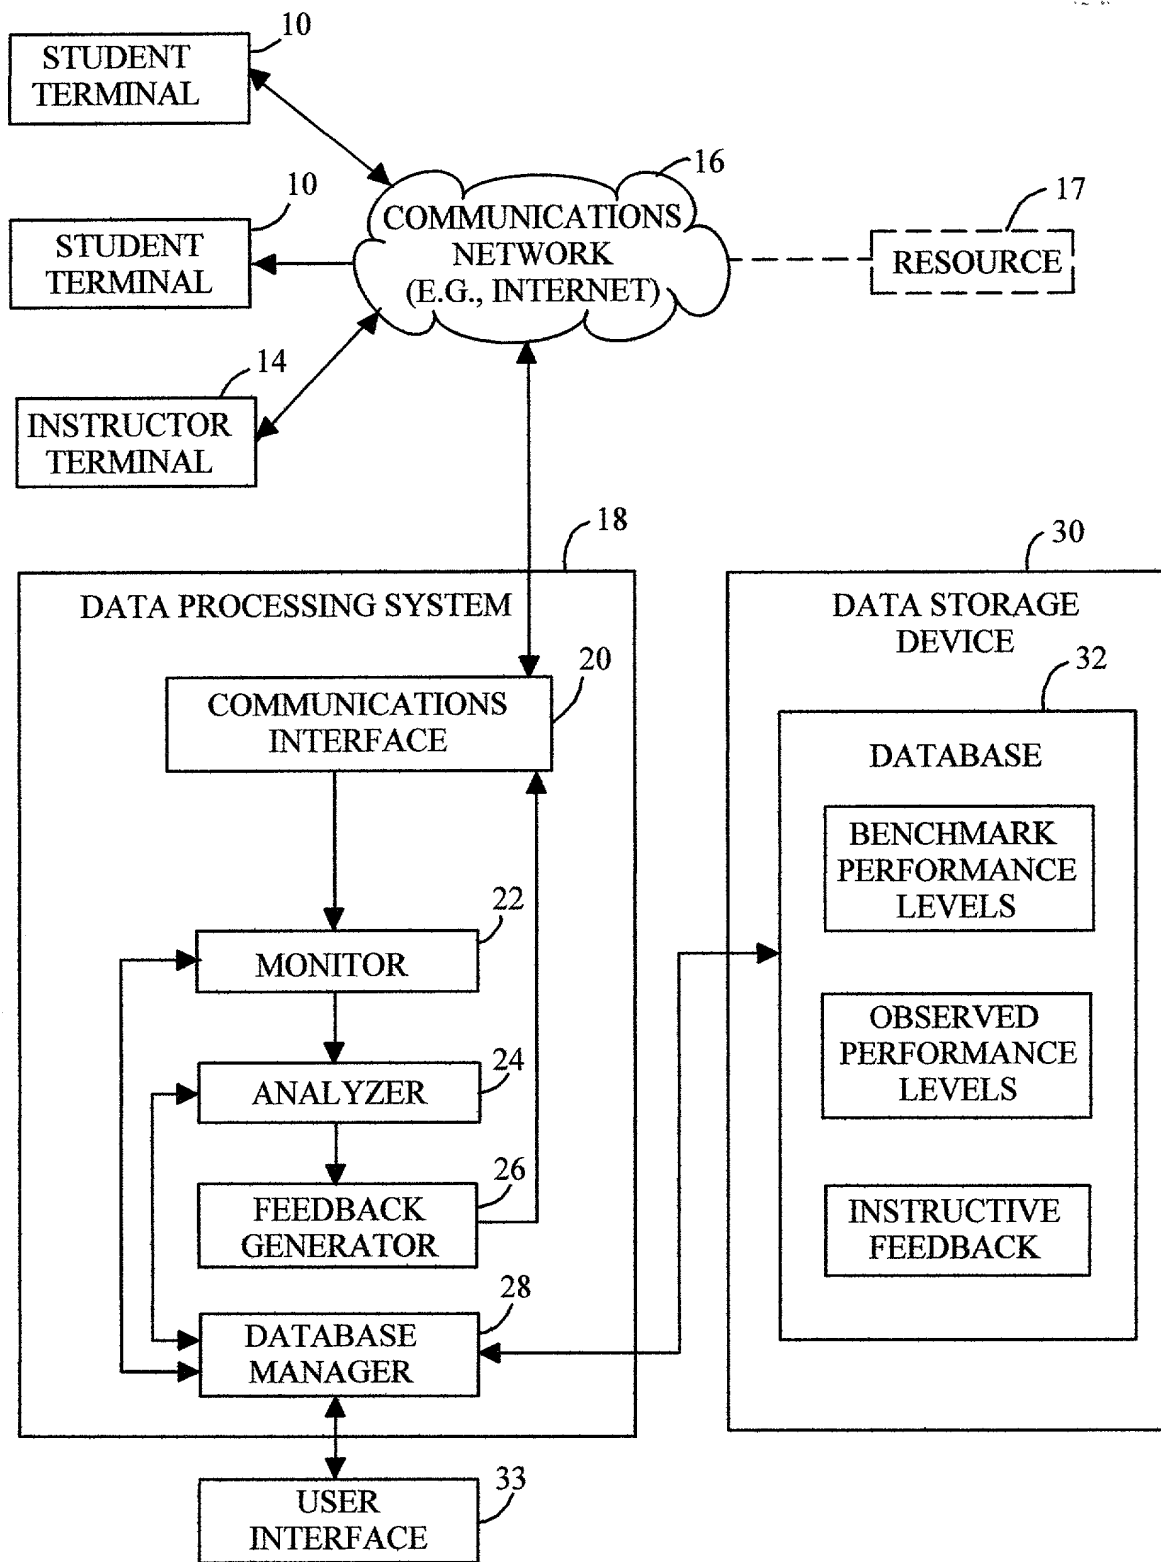 10
STUDENT
TERMINAL
10
STUDENT
TERMINAL
14
INSTRUCTOR
TERMINAL
16
COMMUNICATIONS
NETWORK
(E.G., INTERNET)
17
RESOURCE
18
DATA PROCESSING SYSTEM
20
COMMUNICATIONS
INTERFACE
22
MONITOR
24
ANALYZER
26
FEEDBACK
GENERATOR
28
DATABASE
MANAGER
33
USER
INTERFACE
30
DATA STORAGE
DEVICE
32
DATABASE
BENCHMARK
PERFORMANCE
LEVELS
OBSERVED
PERFORMANCE
LEVELS
INSTRUCTIVE
FEEDBACK